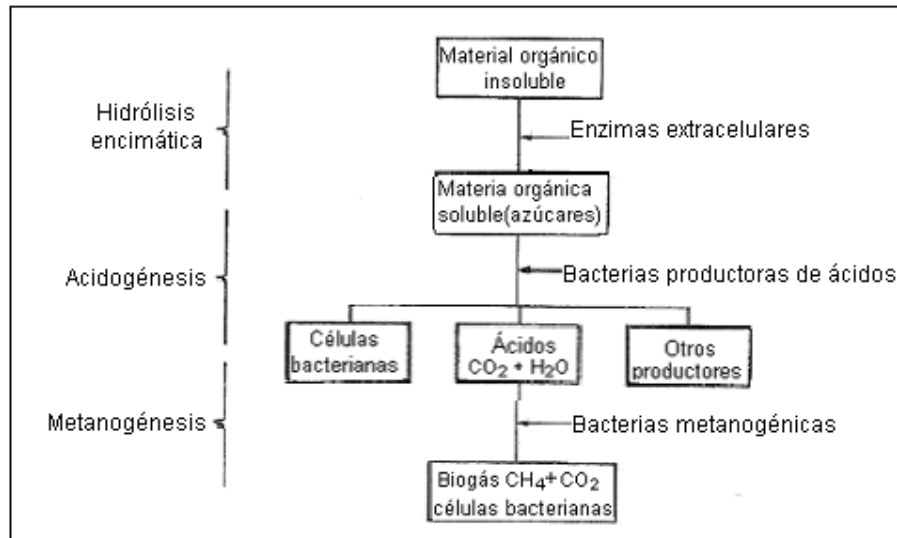 Material orgánico
insoluble
Hidrólisis
encimática
Enzimas extracelulares
Materia orgánica
soluble(azúcares)
Acidogénesis
Bacterias productoras de ácidos
Células
bacterianas
Ácidos
CO₂ + H₂O
Otros
productores
Metanogénesis
Bacterias metanogénicas
Biogás CH₄+CO₂
células bacterianas